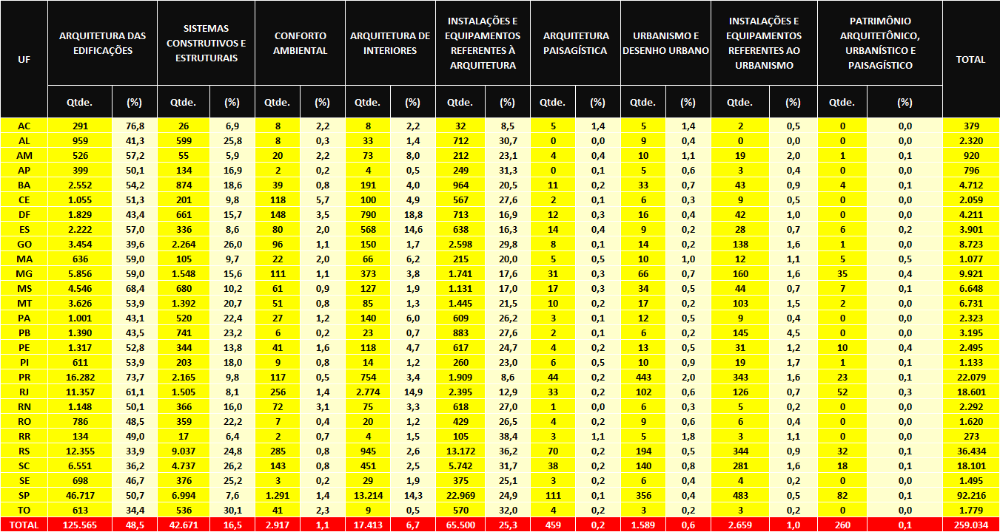 UF ARQUITETURA DAS EDIFICAÇÕES SISTEMAS CONSTRUTIVOS E ESTRUTURAIS CONFORTO AMBIENTAL ARQUITETURA DE INTERIORES INSTALAÇÕES E EQUIPAMENTOS REFERENTES À ARQUITETURA ARQUITETURA PAISAGÍSTICA URBANISMO E DESENHO URBANO INSTALAÇÕES E EQUIPAMENTOS REFERENTES AO URBANISMO PATRIMÔNIO ARQUITETÔNICO, URBANÍSTICO E PAISAGÍSTICO TOTAL
Qtde. (%) Qtde. (%) Qtde. (%) Qtde. (%) Qtde. (%) Qtde. (%) Qtde. (%) Qtde. (%) Qtde. (%)
AC 291 76,8 26 6,9 8 2,2 8 2,2 32 8,5 5 1,4 5 1,4 2 0,5 0 0,0 379
AL 959 41,3 599 25,8 8 0,3 33 1,4 712 30,7 0 0,0 9 0,4 0 0,0 0 0,0 2.320
AM 526 57,2 55 5,9 20 2,2 73 8,0 212 23,1 4 0,4 10 1,1 19 2,0 1 0,1 920
AP 399 50,1 134 16,9 2 0,2 4 0,5 249 31,3 0 0,1 5 0,6 3 0,4 0 0,0 796
BA 2.552 54,2 874 18,6 39 0,8 191 4,0 964 20,5 11 0,2 33 0,7 43 0,9 4 0,1 4.712
CE 1.055 51,3 201 9,8 118 5,7 100 4,9 567 27,6 2 0,1 6 0,3 9 0,5 0 0,0 2.059
DF 1.829 43,4 661 15,7 148 3,5 790 18,8 713 16,9 12 0,3 16 0,4 42 1,0 0 0,0 4.211
ES 2.222 57,0 336 8,6 80 2,0 568 14,6 638 16,3 14 0,4 9 0,2 28 0,7 6 0,2 3.901
GO 3.454 39,6 2.264 26,0 96 1,1 150 1,7 2.598 29,8 8 0,1 14 0,2 138 1,6 1 0,0 8.723
MA 636 59,0 105 9,7 22 2,0 66 6,2 215 20,0 5 0,5 10 1,0 12 1,1 5 0,5 1.077
MG 5.856 59,0 1.548 15,6 111 1,1 373 3,8 1.741 17,6 31 0,3 66 0,7 160 1,6 35 0,4 9.921
MS 4.546 68,4 680 10,2 61 0,9 127 1,9 1.131 17,0 17 0,3 34 0,5 44 0,7 7 0,1 6.648
MT 3.626 53,9 1.392 20,7 51 0,8 85 1,3 1.445 21,5 10 0,2 17 0,2 103 1,5 2 0,0 6.731
PA 1.001 43,1 520 22,4 27 1,2 140 6,0 609 26,2 3 0,1 12 0,5 9 0,4 0 0,0 2.323
PB 1.390 43,5 741 23,2 6 0,2 23 0,7 883 27,6 2 0,1 6 0,2 145 4,5 0 0,0 3.195
PE 1.317 52,8 344 13,8 41 1,6 118 4,7 617 24,7 4 0,2 13 0,5 31 1,2 10 0,4 2.495
PI 611 53,9 203 18,0 9 0,8 14 1,2 260 23,0 6 0,5 10 0,9 19 1,7 1 0,1 1.133
PR 16.282 73,7 2.165 9,8 117 0,5 754 3,4 1.909 8,6 44 0,2 443 2,0 343 1,6 23 0,1 22.079
RJ 11.357 61,1 1.505 8,1 256 1,4 2.774 14,9 2.395 12,9 33 0,2 102 0,6 126 0,7 52 0,3 18.601
RN 1.148 50,1 366 16,0 72 3,1 75 3,3 618 27,0 1 0,0 6 0,3 5 0,2 0 0,0 2.292
RO 786 48,5 359 22,2 7 0,4 20 1,2 429 26,5 4 0,2 9 0,6 6 0,4 0 0,0 1.620
RR 134 49,0 17 6,4 2 0,7 4 1,5 105 38,4 3 1,1 5 1,8 3 1,1 0 0,0 273
RS 12.355 33,9 9.037 24,8 285 0,8 945 2,6 13.172 36,2 70 0,2 194 0,5 344 0,9 32 0,1 36.434
SC 6.551 36,2 4.737 26,2 143 0,8 451 2,5 5.742 31,7 38 0,2 140 0,8 281 1,6 18 0,1 18.101
SE 698 46,7 376 25,2 3 0,2 29 1,9 375 25,1 3 0,2 6 0,4 4 0,2 0 0,0 1.495
SP 46.717 50,7 6.994 7,6 1.291 1,4 13.214 14,3 22.969 24,9 111 0,1 356 0,4 483 0,5 82 0,1 92.216
TO 613 34,4 536 30,1 41 2,3 9 0,5 570 32,0 4 0,2 3 0,2 3 0,2 0 0,0 1.779
TOTAL 125.565 48,5 42.671 16,5 2.917 1,1 17.413 6,7 65.500 25,3 459 0,2 1.589 0,6 2.659 1,0 260 0,1 259.034